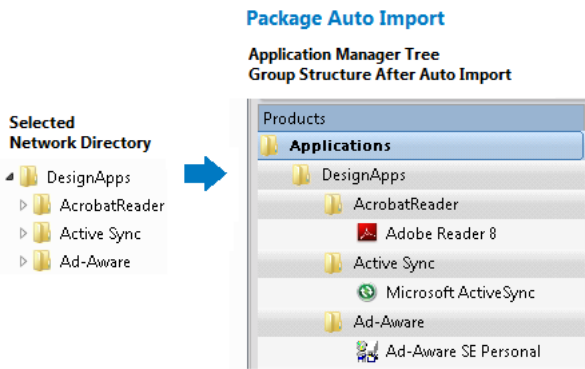 Package Auto Import
Application Manager Tree
Group Structure After Auto Import
Selected
Network Directory
DesignApps
AcrobatReader
Active Sync
Ad-Aware
Products
Applications
DesignApps
AcrobatReader
Adobe Reader 8
Active Sync
Microsoft ActiveSync
Ad-Aware
Ad-Aware SE Personal